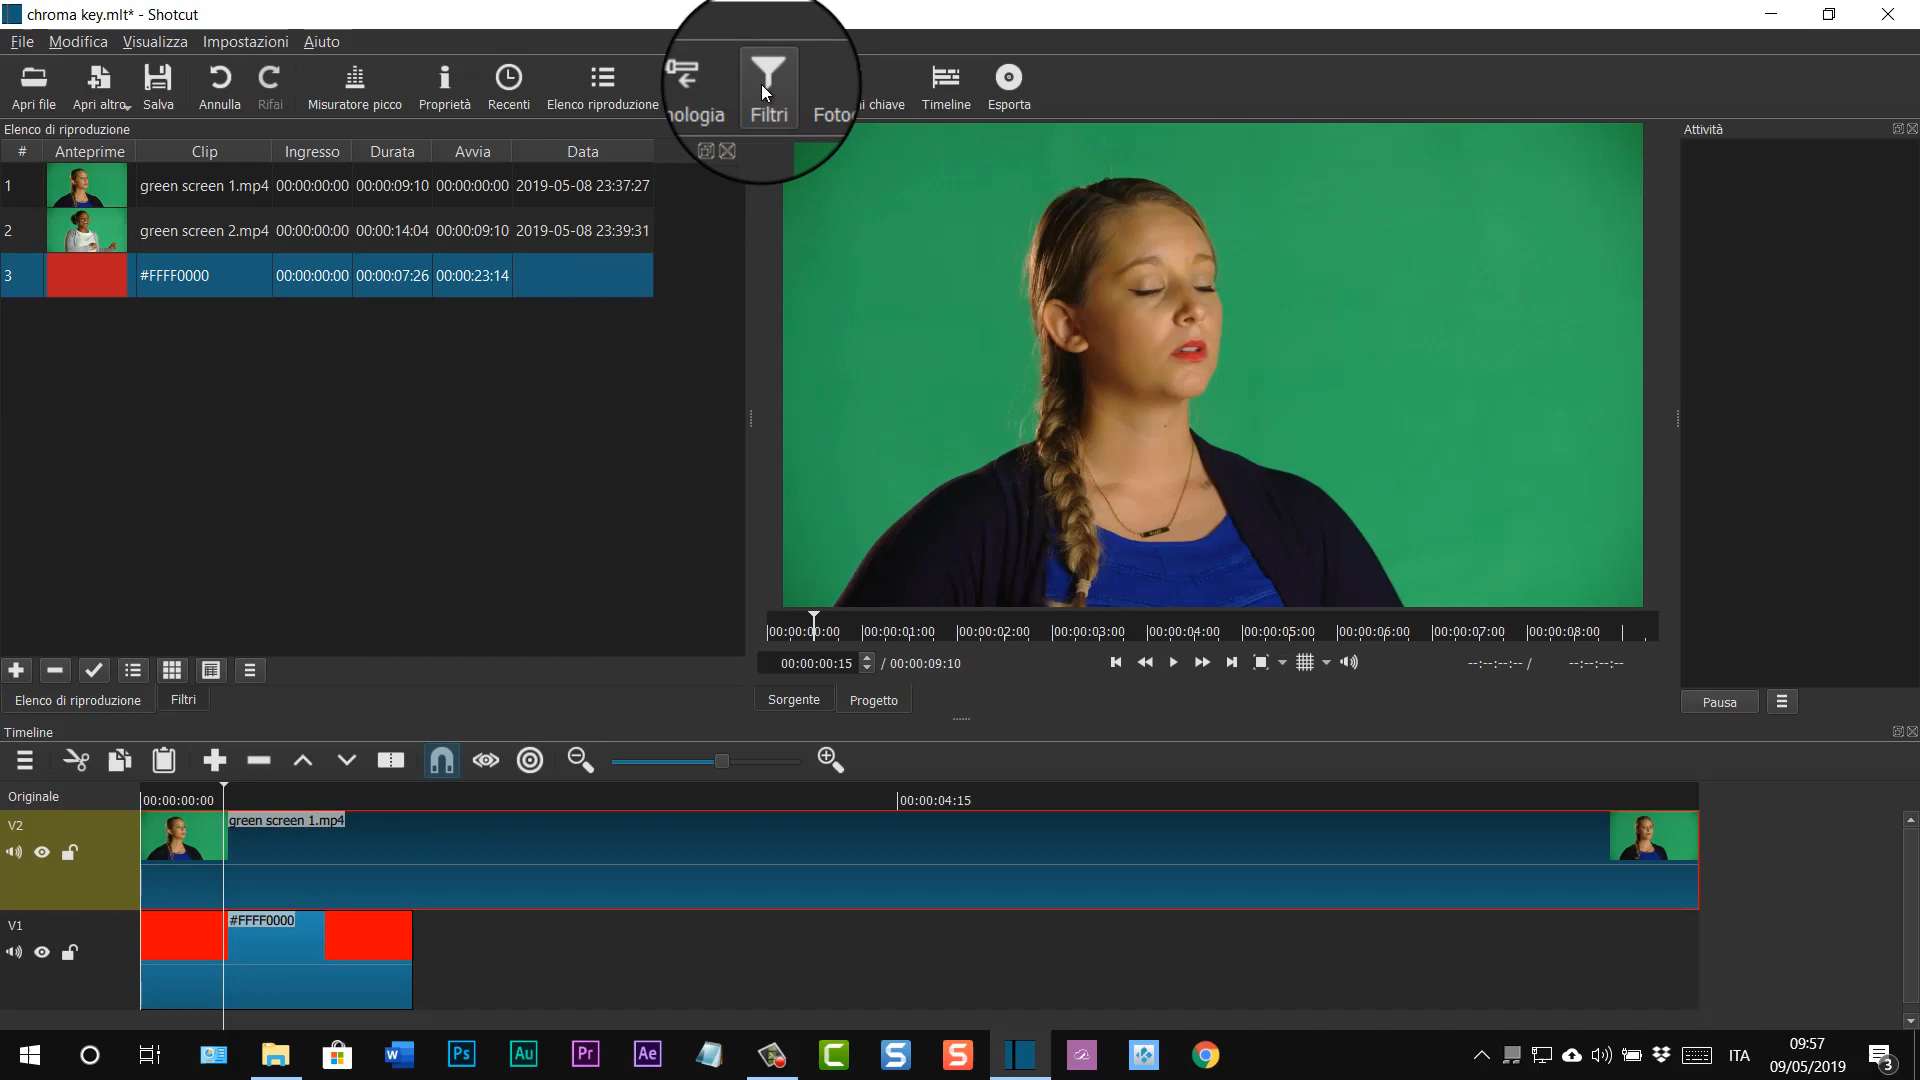 chroma key.mlt* - Shotcut
File Modifica Visualizza Impostazioni Aiuto
Apri file Apri altro Salva Annulla Rifai Misuratore picco Proprietà Recenti Elenco riproduzione nologia Filtri Foto i chiave Timeline Esporta
Elenco di riproduzione
# Anteprime Clip Ingresso Durata Avvia Data
1 green screen 1.mp4 00:00:00:00 00:00:09:10 00:00:00:00 2019-05-08 23:37:27
2 green screen 2.mp4 00:00:00:00 00:00:14:04 00:00:09:10 2019-05-08 23:39:31
3 #FFFF0000 00:00:00:00 00:00:07:26 00:00:23:14
Attività
00:00:00:00 00:00:01:00 00:00:02:00 00:00:03:00 00:00:04:00 00:00:05:00 00:00:06:00 00:00:07:00 00:00:08:00
00:00:00:15 / 00:00:09:10 --:--:--:-- / --:--:--:--
Elenco di riproduzione Filtri Sorgente Progetto Pausa
Timeline
Originale 00:00:00:00 00:00:04:15
V2 green screen 1.mp4
V1 #FFFF0000
W Ps Au Pr Ae C S S ITA
09:57
09/05/2019
3